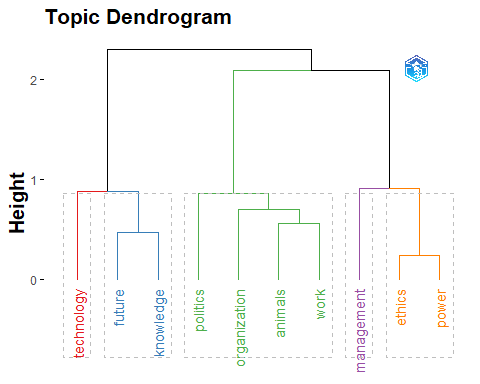 Topic Dendrogram
Height
2
1
0
technology
future
knowledge
politics
organization
animals
work
management
ethics
power